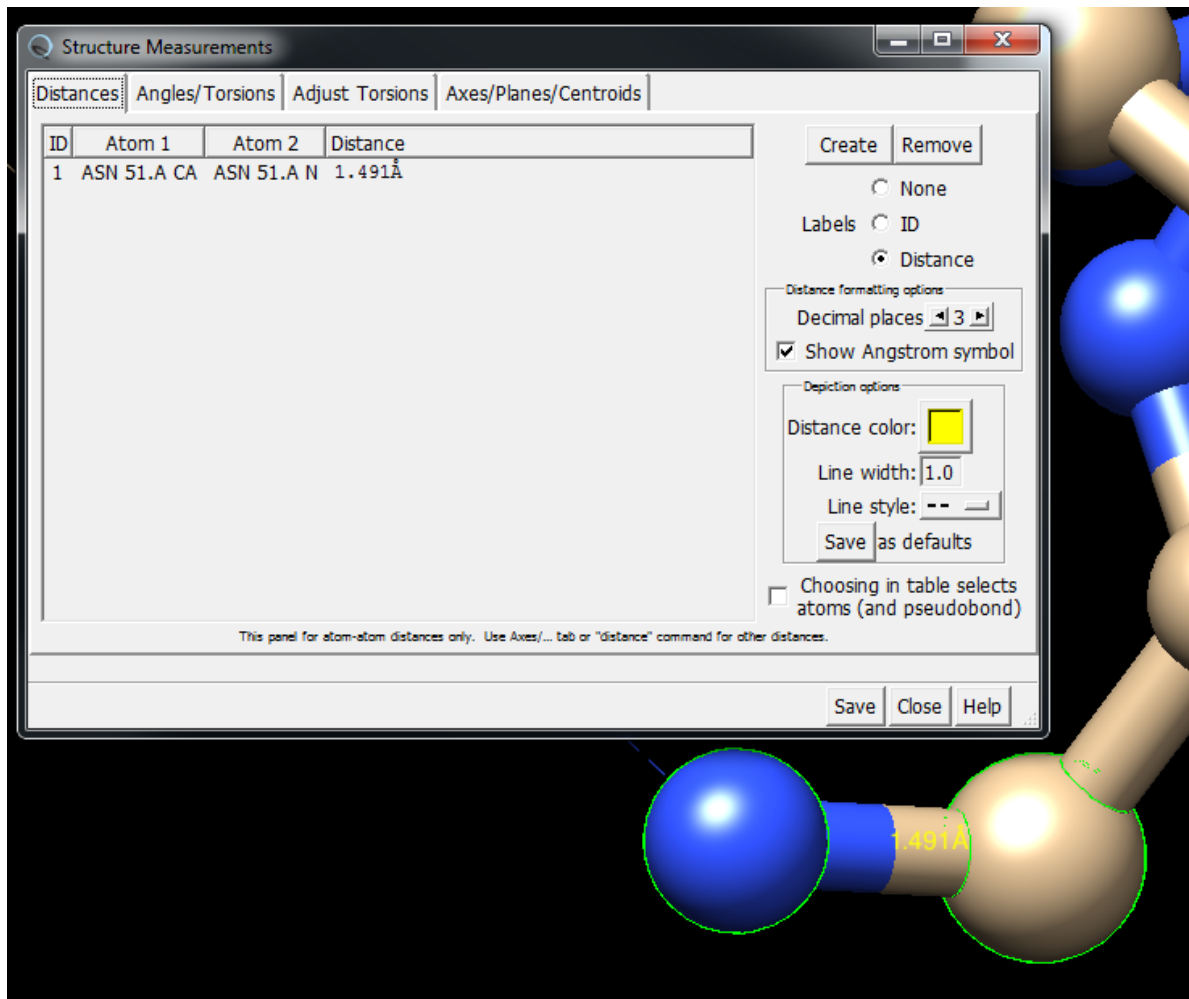 Structure Measurements
Distances Angles/Torsions Adjust Torsions Axes/Planes/Centroids
ID Atom 1 Atom 2 Distance
1 ASN 51.A CA ASN 51.A N 1.491Å
Create Remove
None
Labels ID
Distance
Distance formatting options
Decimal places 3
Show Angstrom symbol
Depiction options
Distance color:
Line width: 1.0
Line style: --
Save as defaults
Choosing in table selects
atoms (and pseudobond)
This panel for atom-atom distances only. Use Axes/... tab or "distance" command for other distances.
Save Close Help
1.491Å